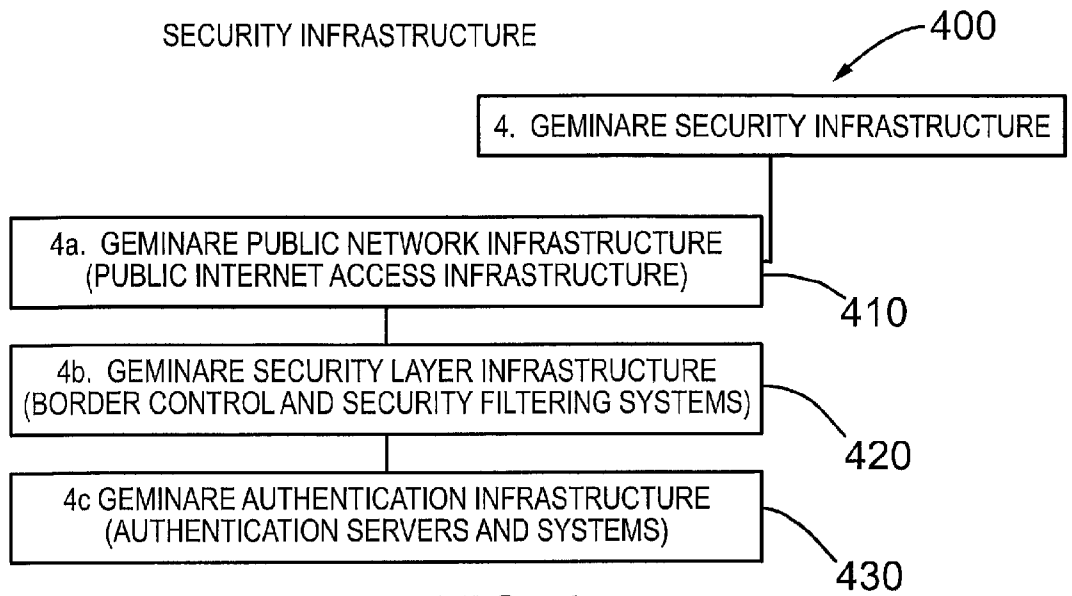 SECURITY INFRASTRUCTURE
400
4. GEMINARE SECURITY INFRASTRUCTURE
4a. GEMINARE PUBLIC NETWORK INFRASTRUCTURE
(PUBLIC INTERNET ACCESS INFRASTRUCTURE)
410
4b. GEMINARE SECURITY LAYER INFRASTRUCTURE
(BORDER CONTROL AND SECURITY FILTERING SYSTEMS)
420
4c GEMINARE AUTHENTICATION INFRASTRUCTURE
(AUTHENTICATION SERVERS AND SYSTEMS)
430